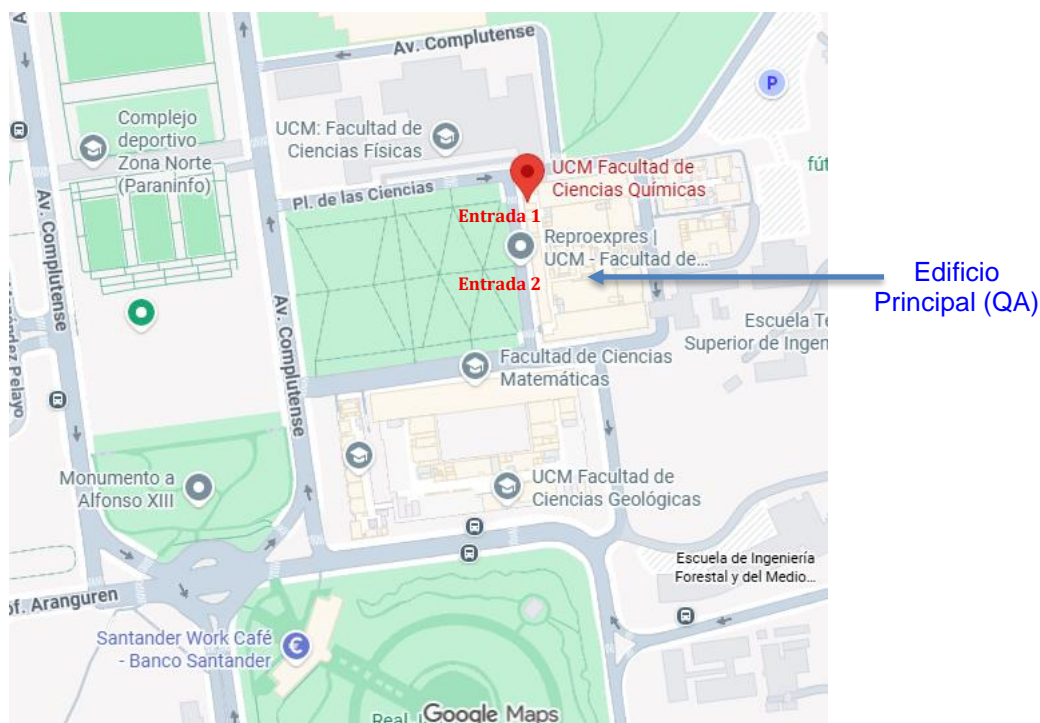 Av. Complutense
Complejo
deportivo
Zona Norte
(Paraninfo)
UCM: Facultad de
Ciencias Físicas
P
UCM Facultad de
Ciencias Químicas
Pl. de las Ciencias
Entrada 1
Reproexpres |
UCM - Facultad de...
Entrada 2
Edificio
Principal (QA)
Av. Complutense
Av. Complutense
Escuela Te
Superior de Ingen
Facultad de Ciencias
Matemáticas
Pelayo
Monumento a
Alfonso XIII
UCM Facultad de
Ciencias Geológicas
Escuela de Ingeniería
Forestal y del Medio...
of. Aranguren
Santander Work Café
- Banco Santander
€
Real
Google Maps